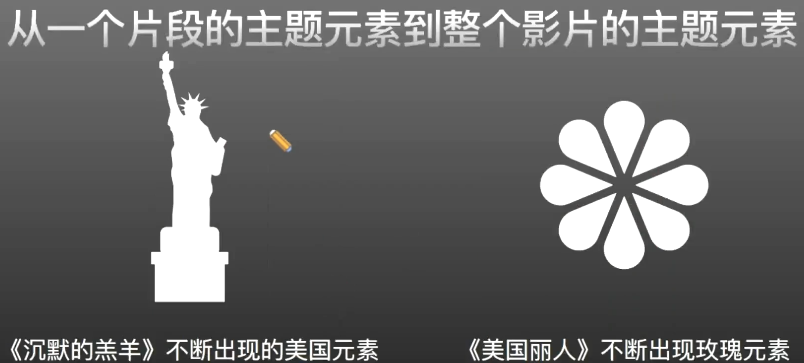 从一个片段的主题元素到整个影片的主题元素
《沉默的羔羊》不断出现的美国元素
《美国丽人》不断出现玫瑰元素